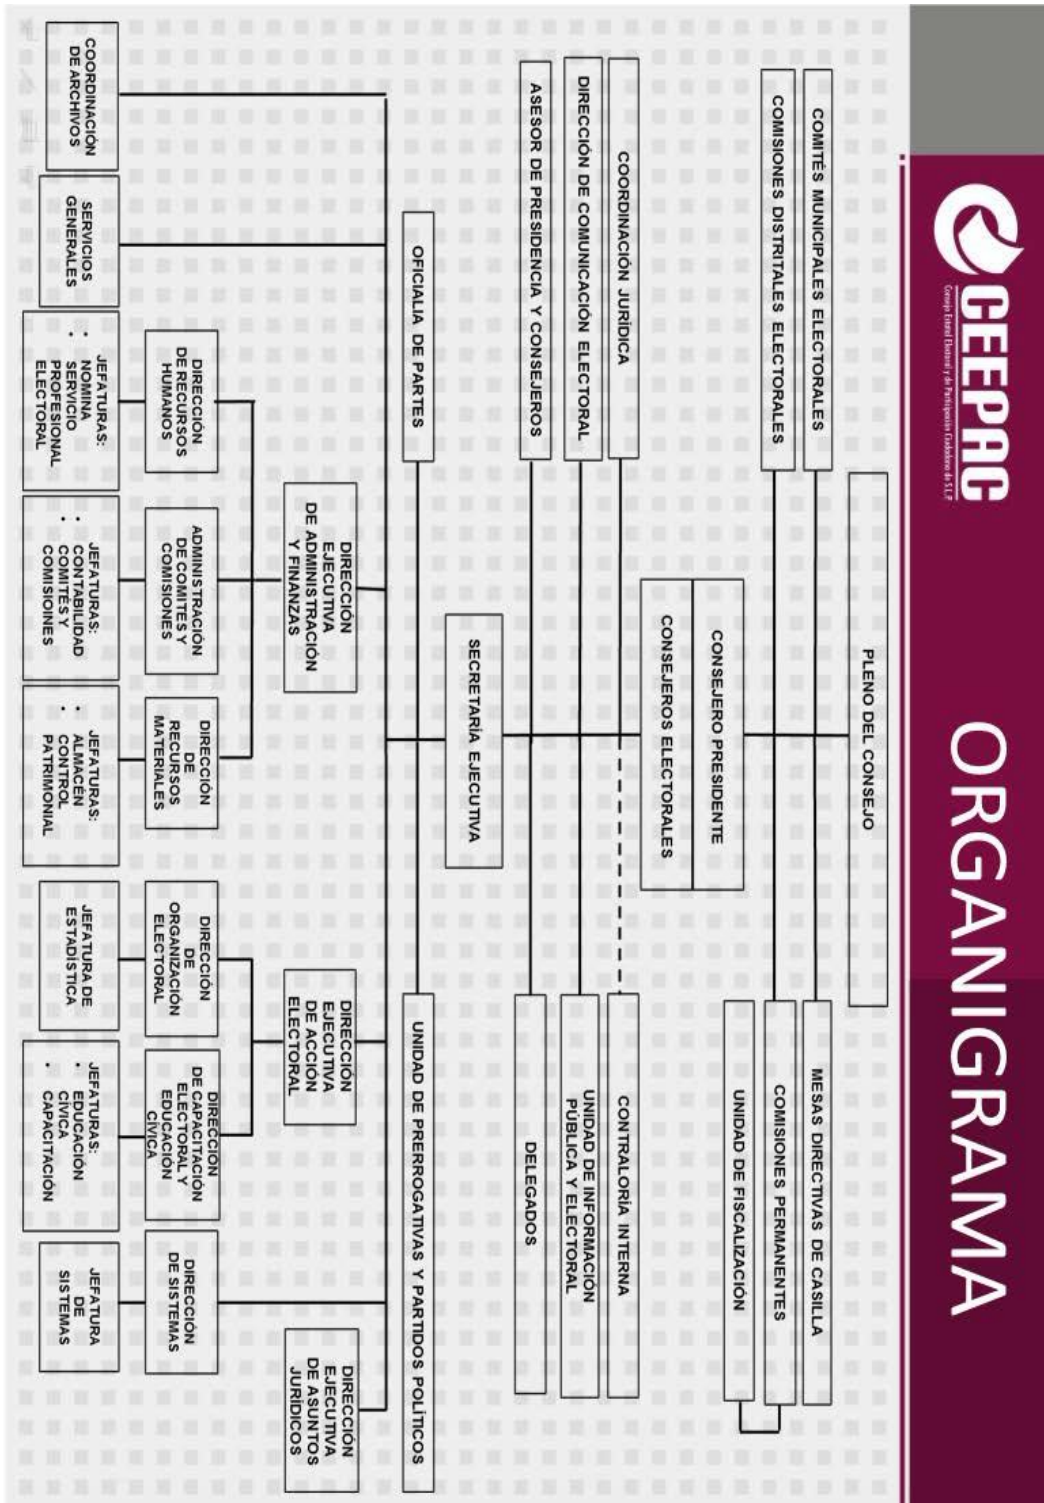 CEEPAC
Consejo Estatal Electoral y de Participación Ciudadana de S.L.P.
ORGANIGRAMA
PLENO DEL CONSEJO
COMITÉS MUNICIPALES ELECTORALES
MESAS DIRECTIVAS DE CASILLA
COMISIONES DISTRITALES ELECTORALES
COMISIONES PERMANENTES
UNIDAD DE FISCALIZACIÓN
CONSEJERO PRESIDENTE
CONSEJEROS ELECTORALES
COORDINACIÓN JURÍDICA
CONTRALORÍA INTERNA
DIRECCIÓN DE COMUNICACIÓN ELECTORAL
UNIDAD DE INFORMACIÓN
PÚBLICA Y ELECTORAL
ASESOR DE PRESIDENCIA Y CONSEJEROS
DELEGADOS
SECRETARÍA EJECUTIVA
OFICIALIA DE PARTES
UNIDAD DE PRERROGATIVAS Y PARTIDOS POLÍTICOS
DIRECCIÓN
EJECUTIVA
DE ADMINISTRACIÓN
Y FINANZAS
DIRECCIÓN
EJECUTIVA
DE ACCIÓN
ELECTORAL
DIRECCIÓN
EJECUTIVA
DE ASUNTOS
JURÍDICOS
DIRECCIÓN
DE RECURSOS
HUMANOS
ADMINISTRACIÓN
DE COMITES Y
COMISIONES
DIRECCIÓN
DE
RECURSOS
MATERIALES
DIRECCIÓN
DE
ORGANIZACIÓN
ELECTORAL
DIRECCIÓN
DE CAPACITACIÓN
ELECTORAL Y
EDUCACIÓN
CÍVICA
DIRECCIÓN
DE SISTEMAS
COORDINACIÓN
DE ARCHIVOS
SERVICIOS
GENERALES
JEFATURAS:
• NOMINA
• SERVICIO
PROFESIONAL
ELECTORAL
JEFATURAS:
• CONTABILIDAD
• COMITÉS Y
COMISIOINES
JEFATURAS:
• ALMACÉN
• CONTROL
PATRIMONIAL
JEFATURA DE
ESTADÍSTICA
JEFATURAS:
• EDUCACIÓN
CÍVICA
• CAPACITACIÓN
JEFATURA
DE
SISTEMAS